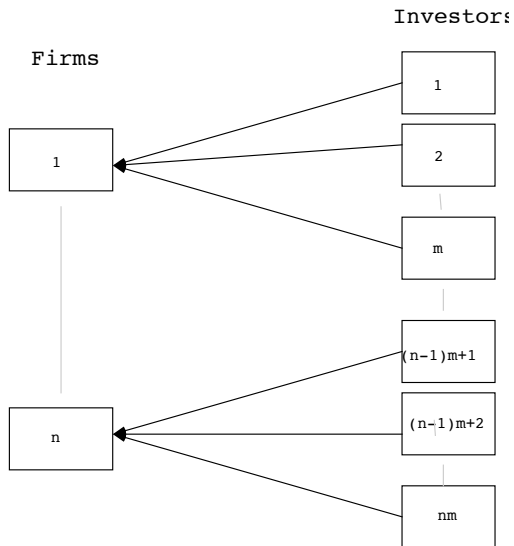 Investors
Firms
1
2
1
m
(n-1)m+1
(n-1)m+2
n
nm